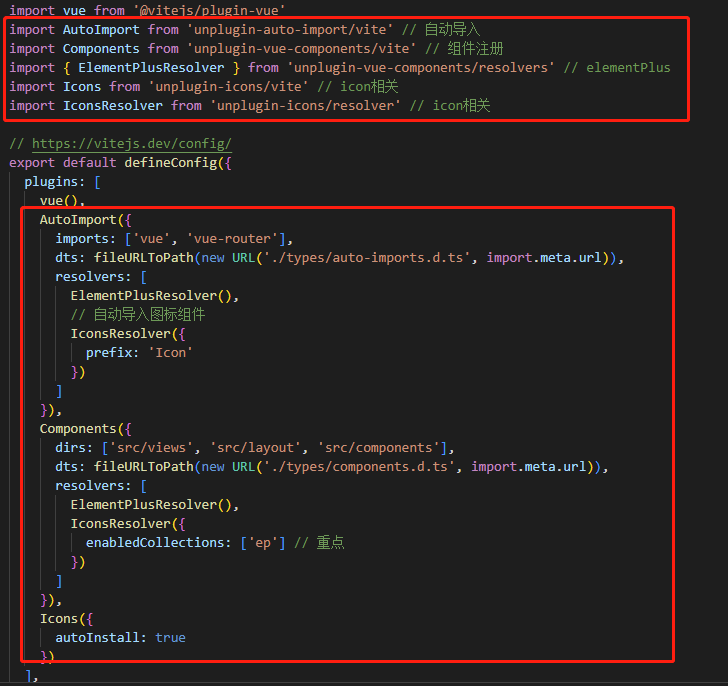 import vue from '@vitejs/plugin-vue'
import AutoImport from 'unplugin-auto-import/vite' // 自动导入
import Components from 'unplugin-vue-components/vite' // 组件注册
import { ElementPlusResolver } from 'unplugin-vue-components/resolvers' // elementPlus
import Icons from 'unplugin-icons/vite' // icon相关
import IconsResolver from 'unplugin-icons/resolver' // icon相关
// https://vitejs.dev/config/
export default defineConfig({
  plugins: [
    vue(),
    AutoImport({
      imports: ['vue', 'vue-router'],
      dts: fileURLToPath(new URL('./types/auto-imports.d.ts', import.meta.url)),
      resolvers: [
        ElementPlusResolver(),
        // 自动导入图标组件
        IconsResolver({
          prefix: 'Icon'
        })
      ]
    }),
    Components({
      dirs: ['src/views', 'src/layout', 'src/components'],
      dts: fileURLToPath(new URL('./types/components.d.ts', import.meta.url)),
      resolvers: [
        ElementPlusResolver(),
        IconsResolver({
          enabledCollections: ['ep'] // 重点
        })
      ]
    }),
    Icons({
      autoInstall: true
    })
  ],